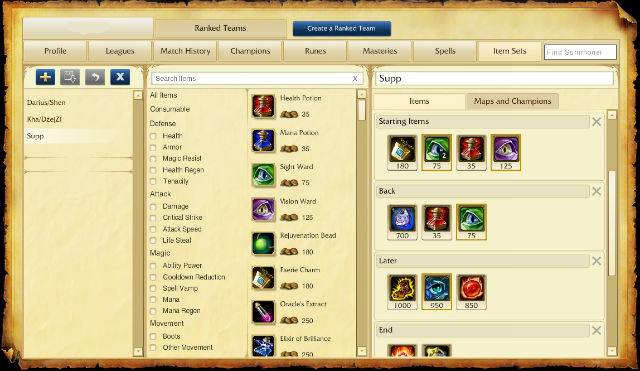 Ranked Teams
Create a Ranked Team
Profile
Leagues
Match History
Champions
Runes
Masteries
Spells
Item Sets
Find Summoner
Darius/Shen
Kha/Dżej2!
Supp
Search Items
X
All Items
Consumable
Defense
Health
Armor
Magic Resist
Health Regen
Tenacity
Attack
Damage
Critical Strike
Attack Speed
Life Steal
Magic
Ability Power
Cooldown Reduction
Spell Vamp
Mana
Mana Regen
Movement
Boots
Other Movement
Health Potion
35
Mana Potion
35
Sight Ward
75
Vision Ward
125
Rejuvenation Bead
180
Faerie Charm
180
Oracle's Extract
250
Elixir of Brilliance
250
Supp
Items
Maps and Champions
Starting Items
2
180 75 35 125
Back
700 35 75
Later
1000 950 850
End